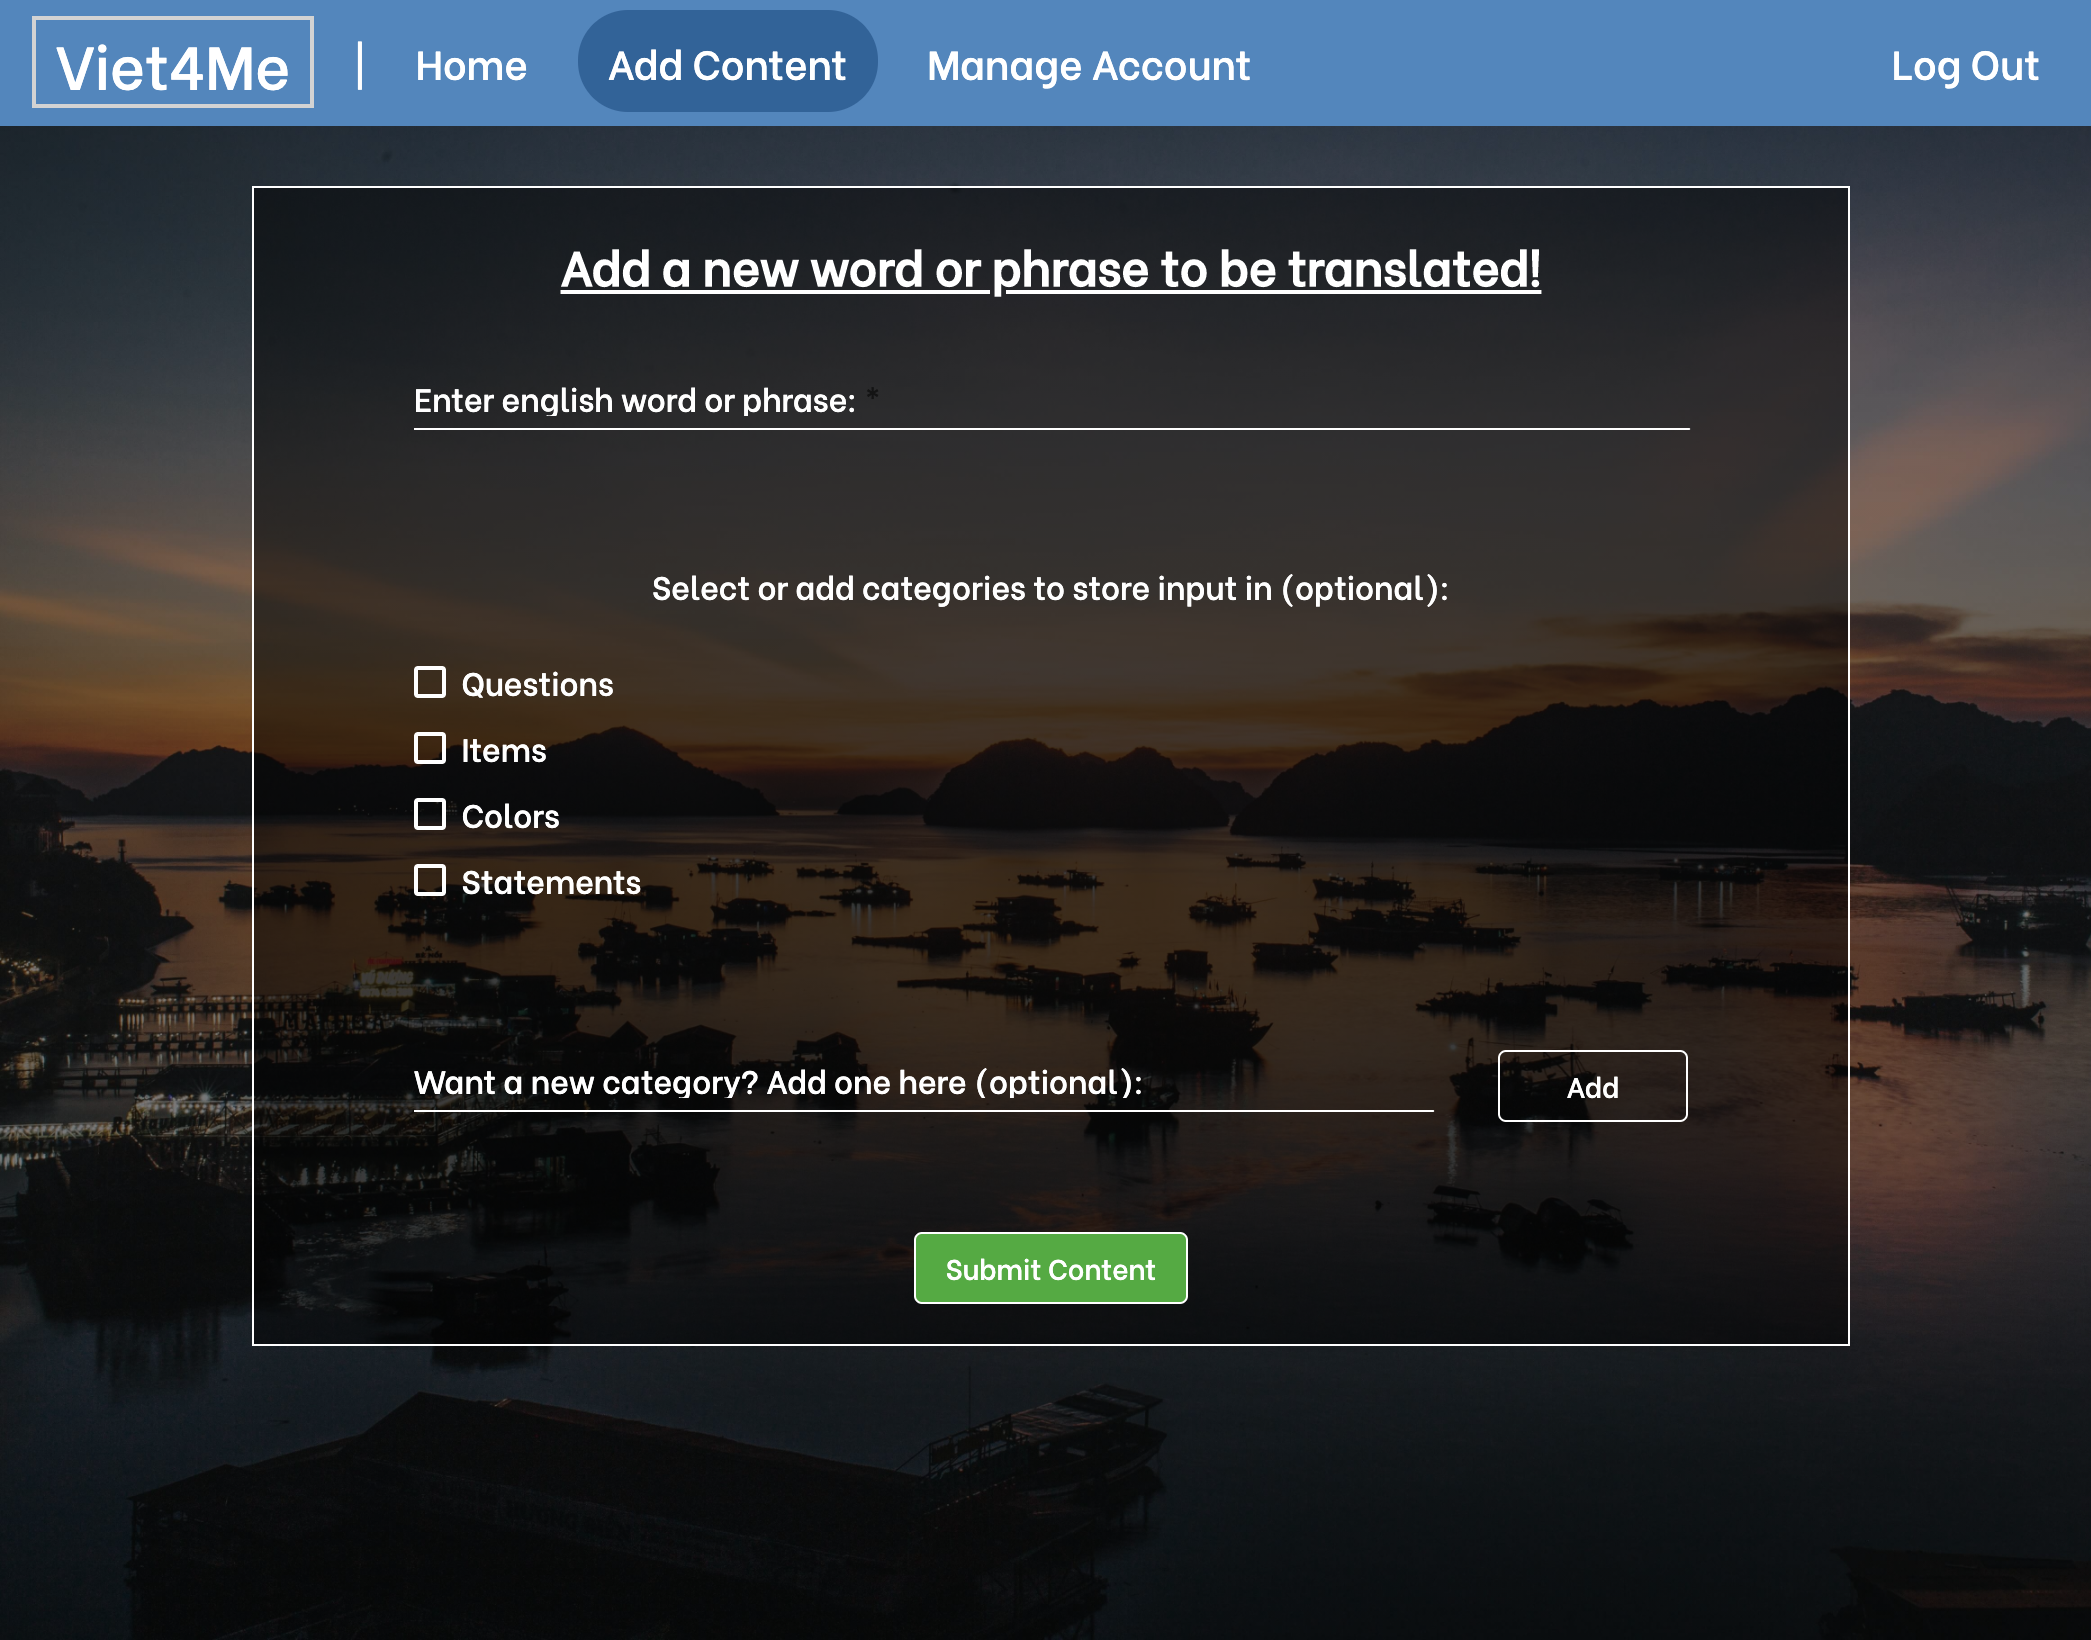 Viet4Me | Home Add Content Manage Account Log Out
Add a new word or phrase to be translated!
Enter english word or phrase: *
Select or add categories to store input in (optional):
Questions
Items
Colors
Statements
Want a new category? Add one here (optional):
Add
Submit Content